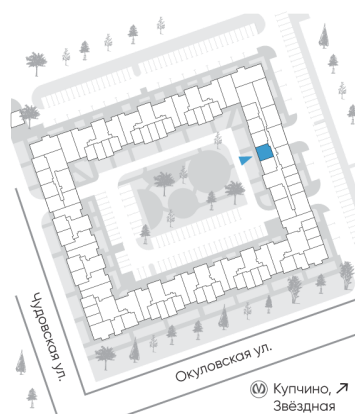 Чудовская ул.
Окуловская ул.
Купчино,
Звёздная